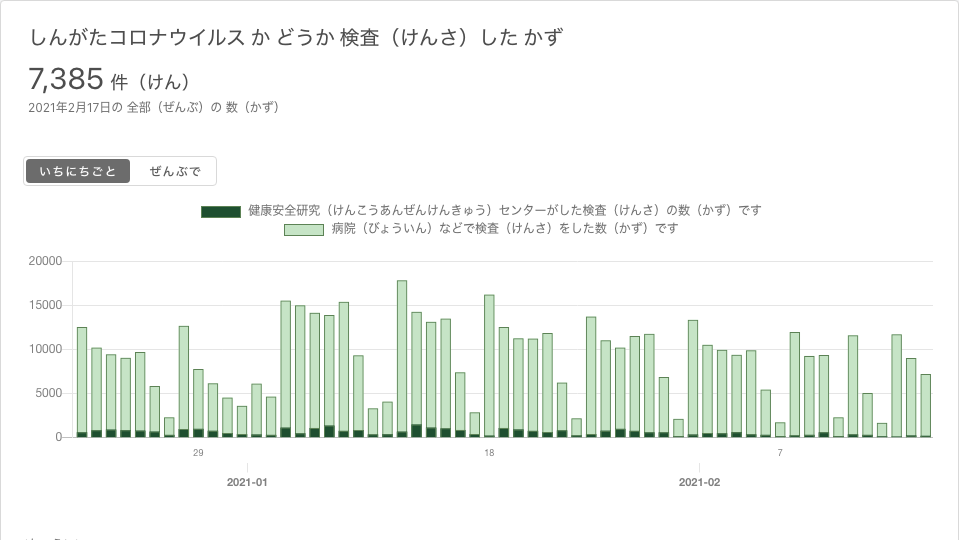 しんがたコロナウイルス か どうか 検査（けんさ）した かず
7,385 件（けん）
2021年2月17日の 全部（ぜんぶ）の 数（かず）
いちにちごと ぜんぶで
健康安全研究（けんこうあんぜんけんきゅう）センターがした検査（けんさ）の数（かず）です
病院（びょういん）などで検査（けんさ）をした数（かず）です
20000
15000
10000
5000
0
29 18 7
2021-01 2021-02